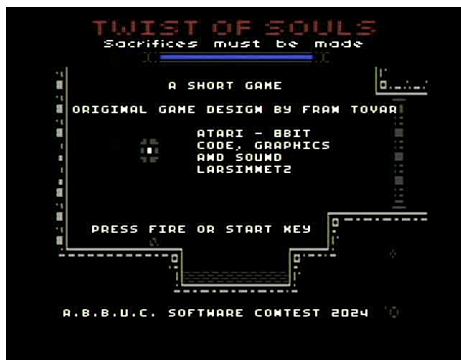 TWIST OF SOULS
Sacrifices must be made
A SHORT GAME
ORIGINAL GAME DESIGN BY FRAN TOVAR
ATARI - 8BIT
CODE, GRAPHICS
AND SOUND
LARSIMNET2
PRESS FIRE OR START KEY
A.B.B.U.C. SOFTWARE CONTEST 2024